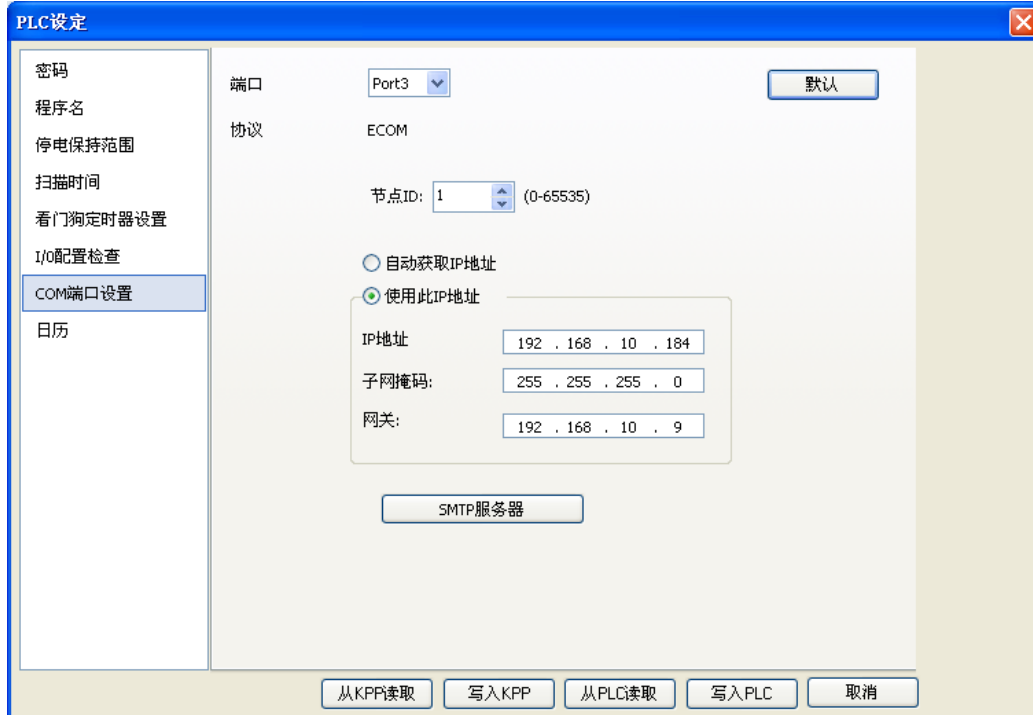 PLC设定
密码
程序名
停电保持范围
扫描时间
看门狗定时器设置
I/O配置检查
COM端口设置
日历
端口 Port3 默认
协议 ECOM
节点ID: 1 (0-65535)
自动获取IP地址
使用此IP地址
IP地址 192 . 168 . 10 . 184
子网掩码: 255 . 255 . 255 . 0
网关: 192 . 168 . 10 . 9
SMTP服务器
从KPP读取 写入KPP 从PLC读取 写入PLC 取消